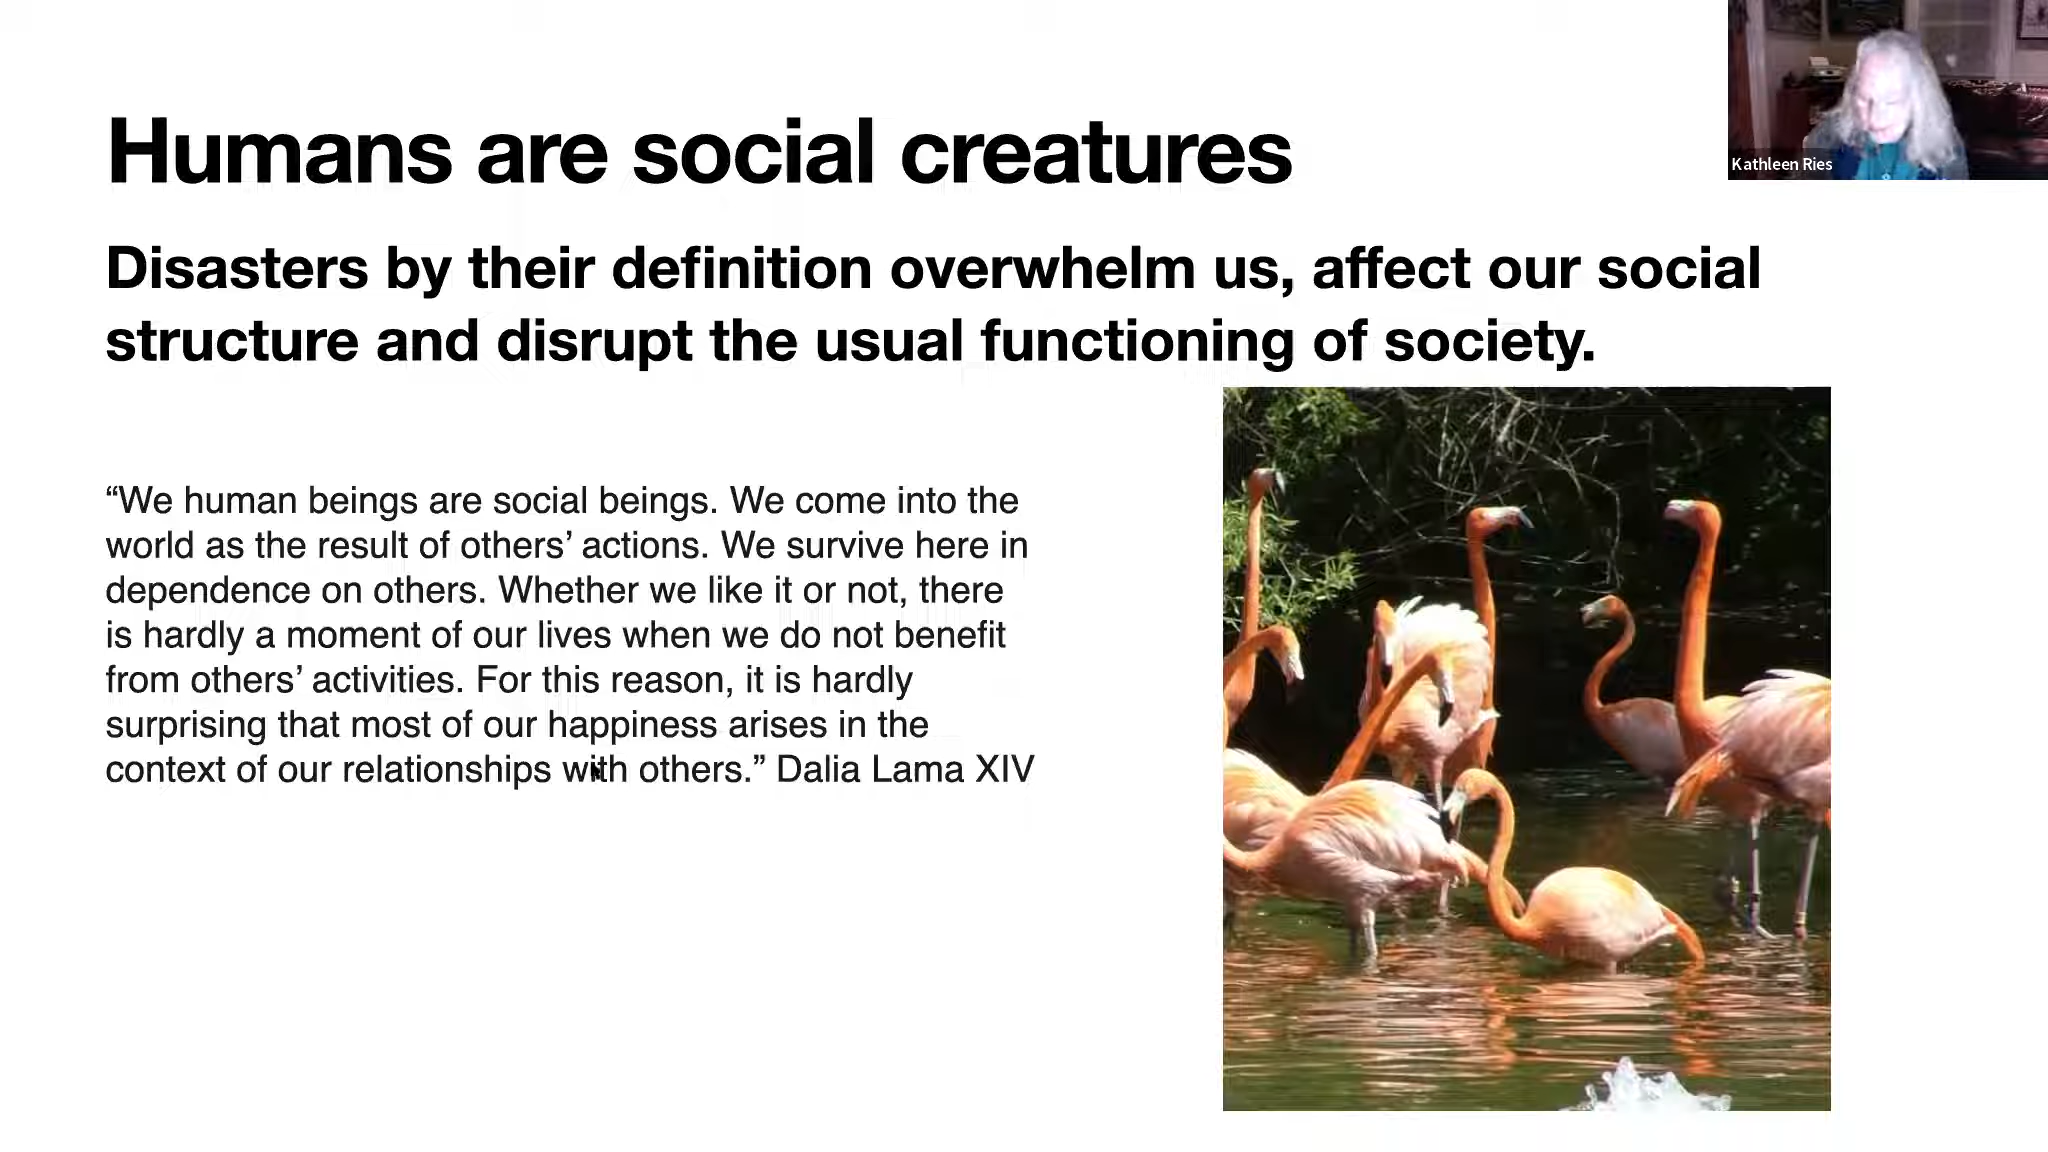 Humans are social creatures
Kathleen Ries
Disasters by their definition overwhelm us, affect our social
structure and disrupt the usual functioning of society.
“We human beings are social beings. We come into the
world as the result of others’ actions. We survive here in
dependence on others. Whether we like it or not, there
is hardly a moment of our lives when we do not benefit
from others’ activities. For this reason, it is hardly
surprising that most of our happiness arises in the
context of our relationships with others.” Dalia Lama XIV